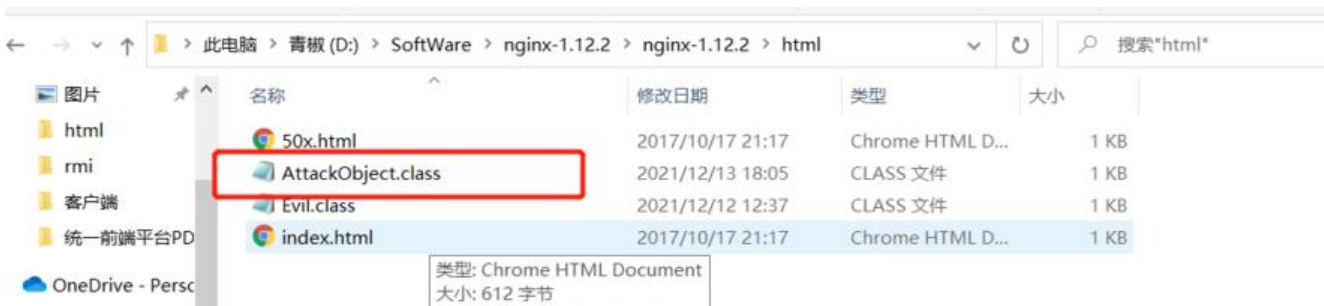 此电脑 > 青椒 (D:) > SoftWare > nginx-1.12.2 > nginx-1.12.2 > html 搜索"html"
图片 名称 修改日期 类型 大小
html 50x.html 2017/10/17 21:17 Chrome HTML D... 1 KB
rmi AttackObject.class 2021/12/13 18:05 CLASS 文件 1 KB
客户端 Evil.class 2021/12/12 12:37 CLASS 文件 1 KB
统一前端平台PD index.html 2017/10/17 21:17 Chrome HTML D... 1 KB
类型: Chrome HTML Document
OneDrive - Persc 大小: 612 字节